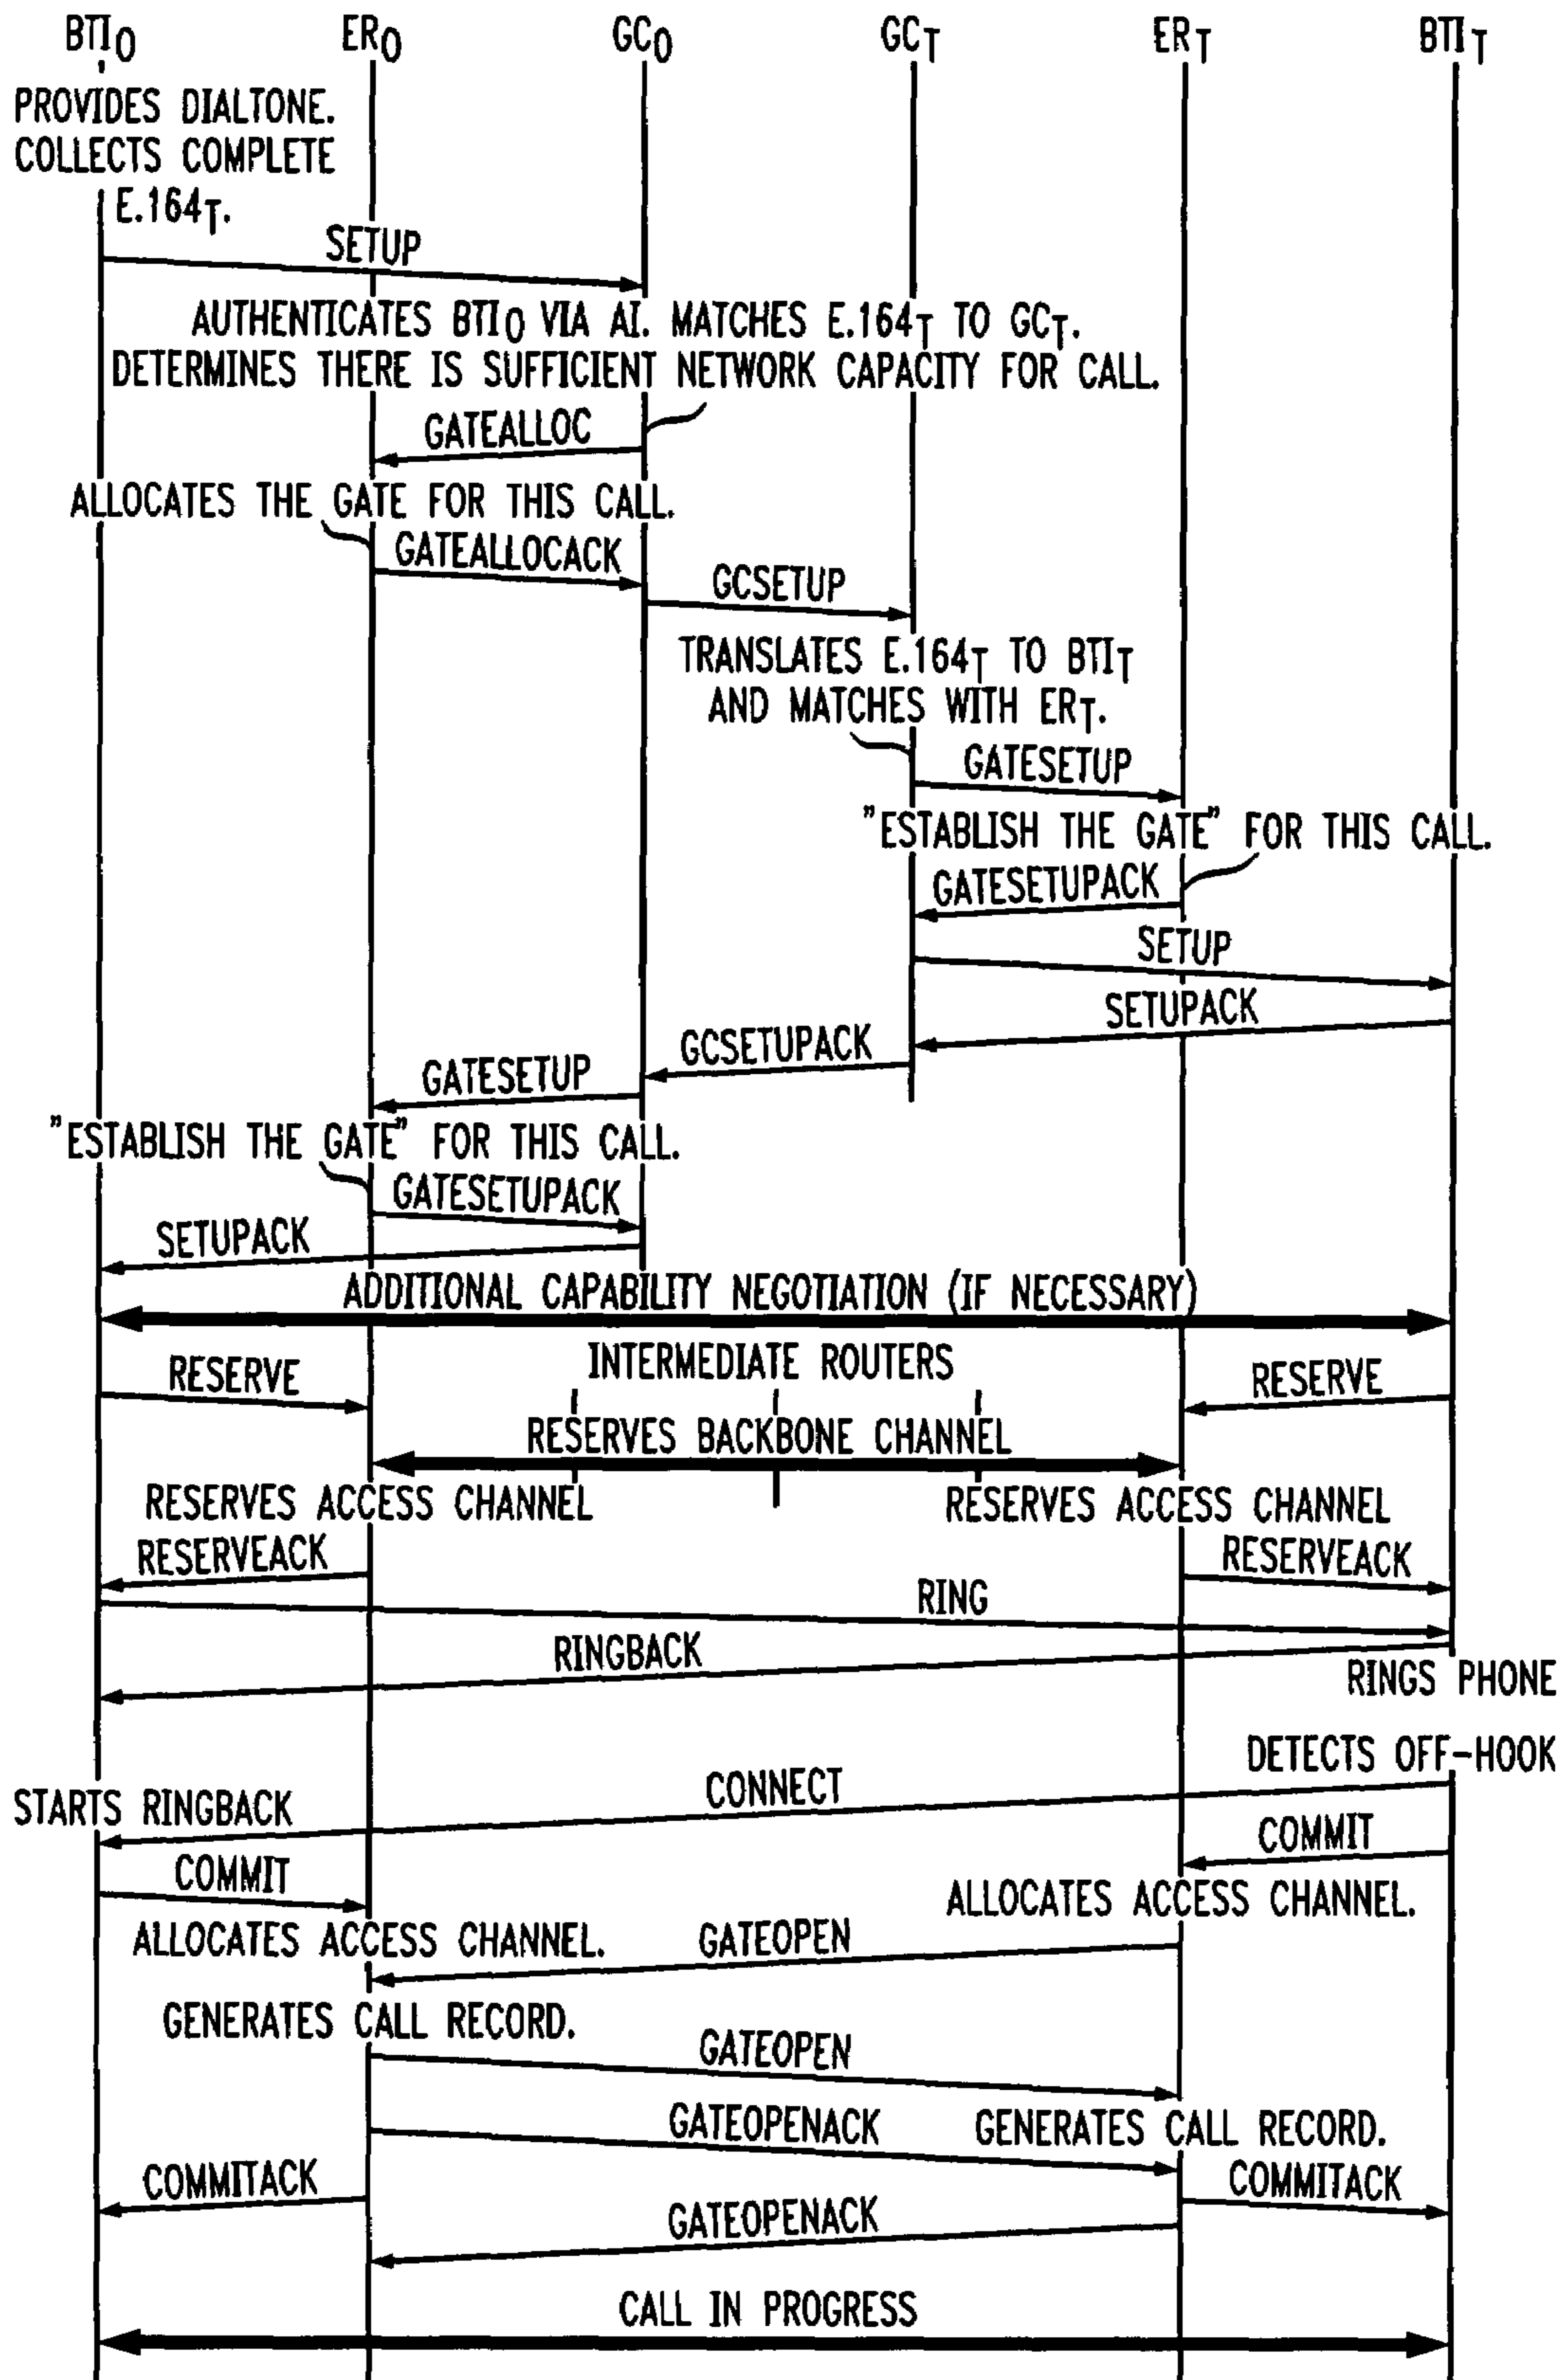 BTIO ERO GCO GCT ERT BTIT
PROVIDES DIALTONE.
COLLECTS COMPLETE
E.164T.
SETUP
AUTHENTICATES BTIO VIA AI. MATCHES E.164T TO GCT.
DETERMINES THERE IS SUFFICIENT NETWORK CAPACITY FOR CALL.
GATEALLOC
ALLOCATES THE GATE FOR THIS CALL.
GATEALLOCACK
GCSETUP
TRANSLATES E.164T TO BTIT
AND MATCHES WITH ERT.
GATESETUP
"ESTABLISH THE GATE" FOR THIS CALL.
GATESETUPACK
SETUP
SETUPACK
GCSETUPACK
GATESETUP
"ESTABLISH THE GATE" FOR THIS CALL.
GATESETUPACK
SETUPACK
ADDITIONAL CAPABILITY NEGOTIATION (IF NECESSARY)
INTERMEDIATE ROUTERS
RESERVE
RESERVE
RESERVES BACKBONE CHANNEL
RESERVES ACCESS CHANNEL
RESERVES ACCESS CHANNEL
RESERVEACK
RESERVEACK
RING
RINGBACK
RINGS PHONE
DETECTS OFF-HOOK
CONNECT
STARTS RINGBACK
COMMIT
COMMIT
ALLOCATES ACCESS CHANNEL.
ALLOCATES ACCESS CHANNEL.
GATEOPEN
GENERATES CALL RECORD.
GATEOPEN
GATEOPENACK
GENERATES CALL RECORD.
COMMITACK
COMMITACK
GATEOPENACK
CALL IN PROGRESS